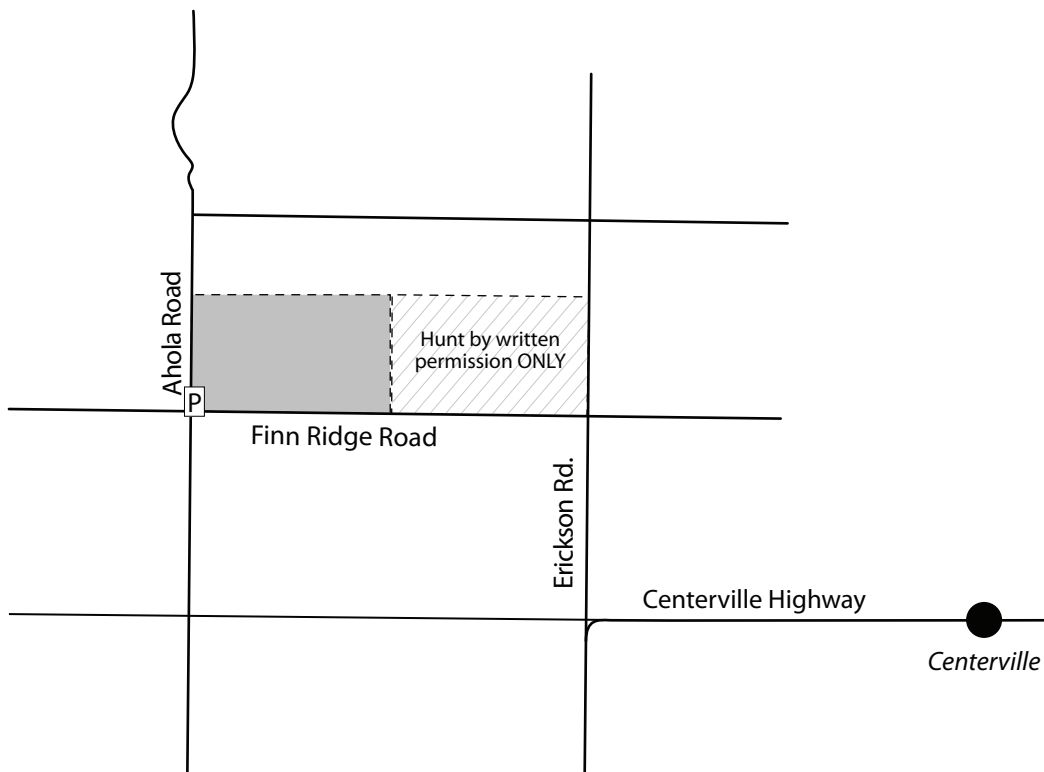 Ahola Road
Hunt by written
permission ONLY
P
Finn Ridge Road
Erickson Rd.
Centerville Highway
Centerville